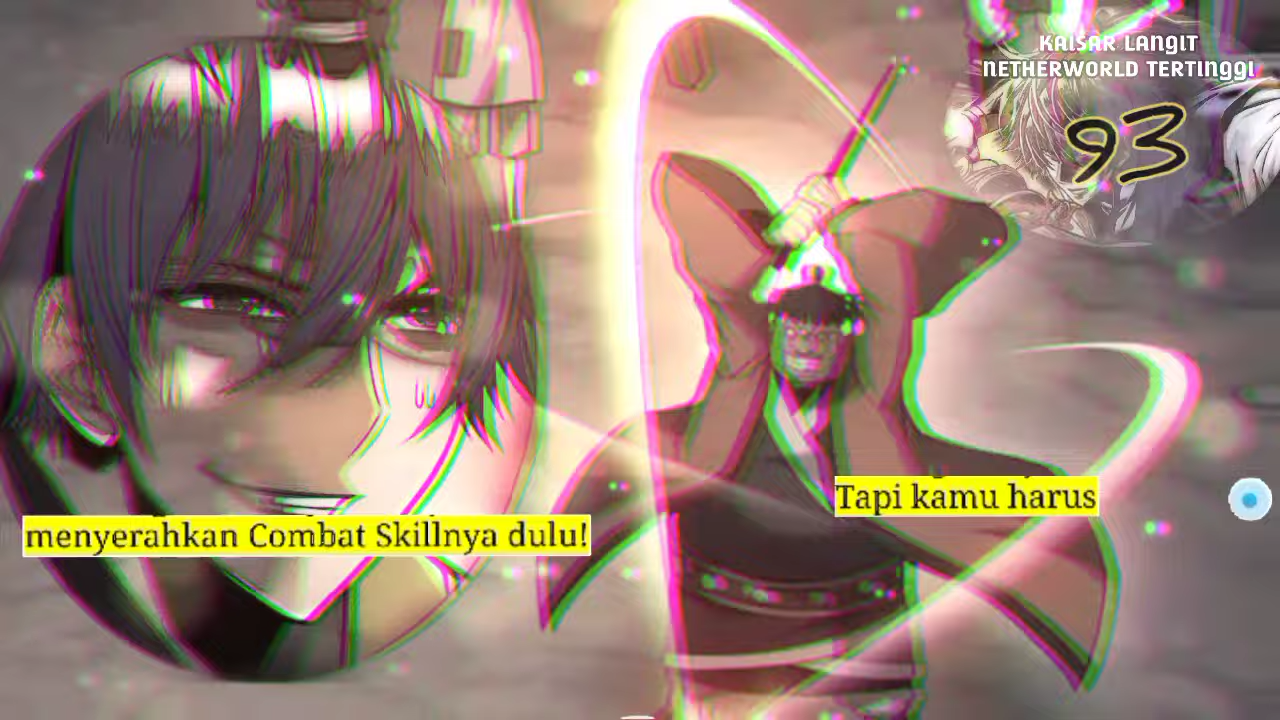 KAISAR LANGIT
NETHERWORLD TERTINGGI
93
Tapi kamu harus
menyerahkan Combat Skillnya dulu!